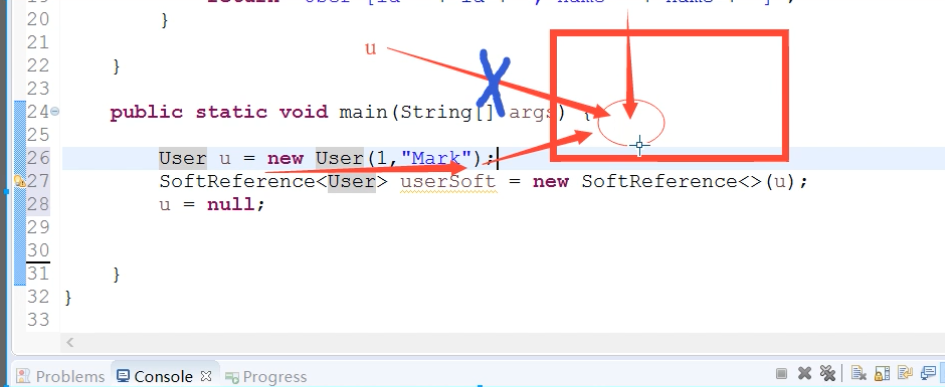 20 }
21
22 }
23
u
24 public static void main(String[] args) {
25
26 User u = new User(1,"Mark");
27 SoftReference<User> userSoft = new SoftReference<>(u);
28 u = null;
29
30
31 }
32 }
33
Problems Console Progress